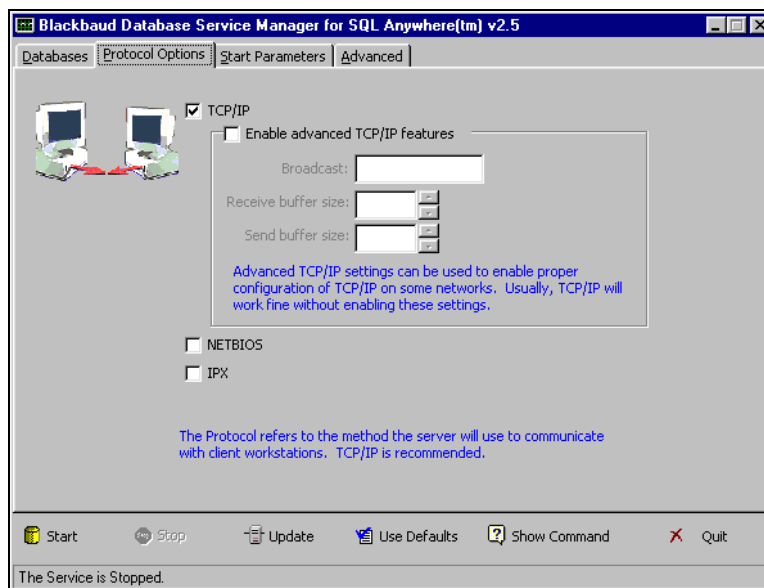 Blackbaud Database Service Manager for SQL Anywhere(tm) v2.5
Databases
Protocol Options
Start Parameters
Advanced
TCP/IP
Enable advanced TCP/IP features
Broadcast:
Receive buffer size:
Send buffer size:
Advanced TCP/IP settings can be used to enable proper
configuration of TCP/IP on some networks. Usually, TCP/IP will
work fine without enabling these settings.
NETBIOS
IPX
The Protocol refers to the method the server will use to communicate
with client workstations. TCP/IP is recommended.
Start
Stop
Update
Use Defaults
Show Command
Quit
The Service is Stopped.